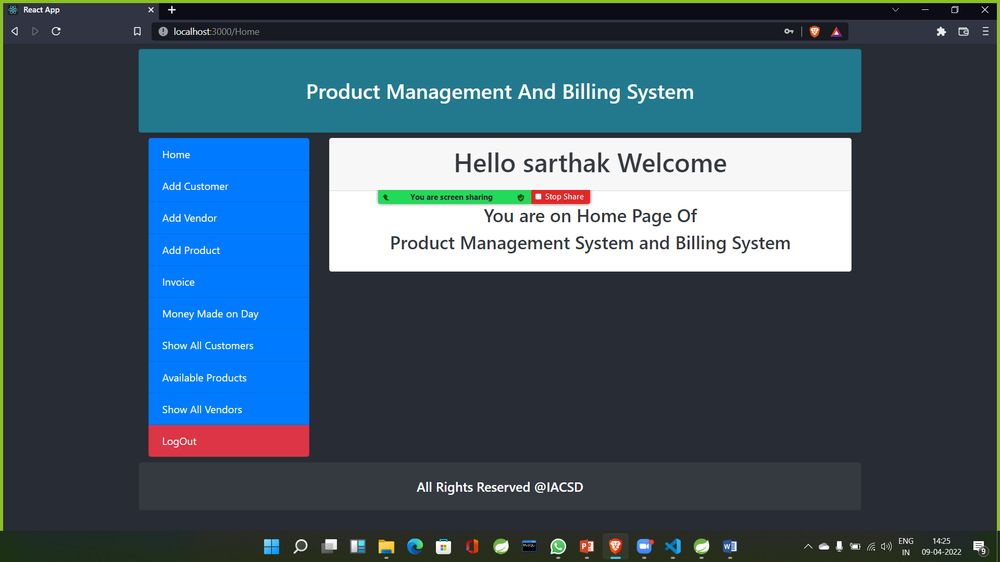 React App
localhost:3000/Home
Product Management And Billing System
Home
Add Customer
Add Vendor
Add Product
Invoice
Money Made on Day
Show All Customers
Available Products
Show All Vendors
LogOut
Hello sarthak Welcome
You are screen sharing
Stop Share
You are on Home Page Of
Product Management System and Billing System
All Rights Reserved @IACSD
ENG
IN
14:25
09-04-2022
9